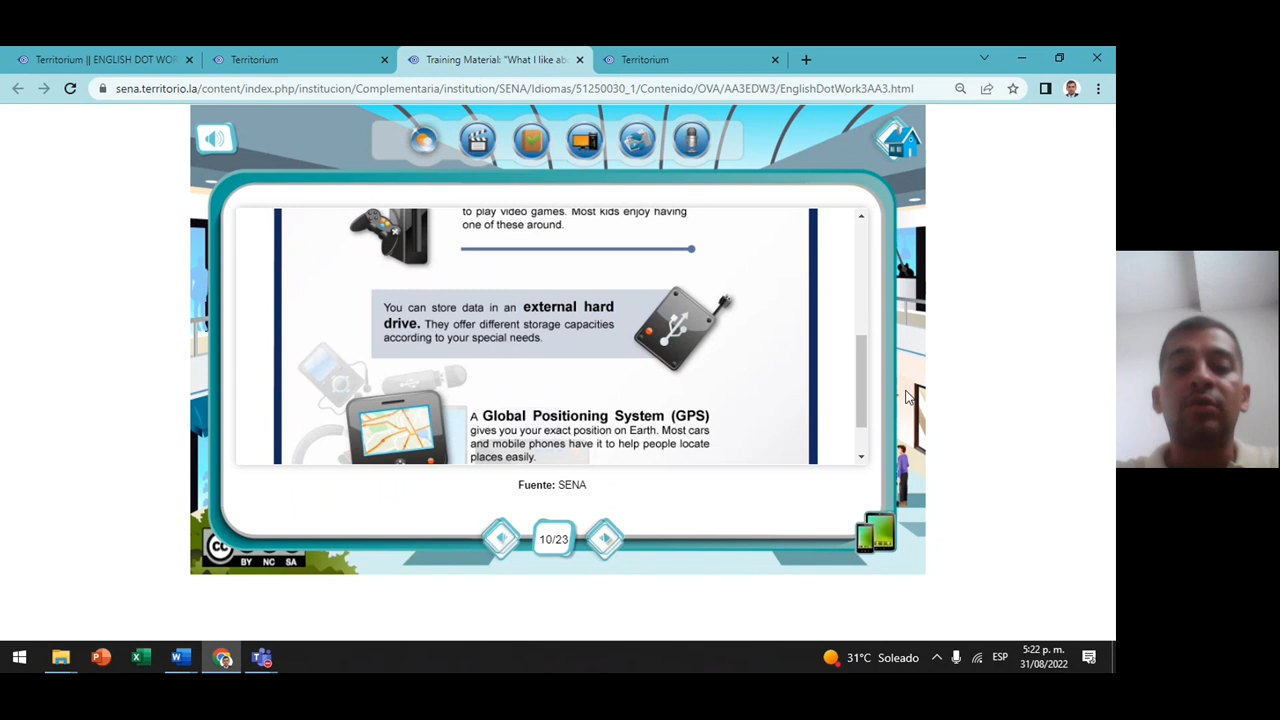 Territorium || ENGLISH DOT WOR
Territorium
Training Material: "What I like abo
Territorium
sena.territorio.la/content/index.php/institucion/Complementaria/institution/SENA/Idiomas/51250030_1/Contenido/OVA/AA3EDW3/EnglishDotWork3AA3.html
to play video games. Most kids enjoy having
one of these around.
You can store data in an external hard
drive. They offer different storage capacities
according to your special needs.
A Global Positioning System (GPS)
gives you your exact position on Earth. Most cars
and mobile phones have it to help people locate
places easily.
Fuente: SENA
10/23
CC
BY NC SA
31°C Soleado
ESP
5:22 p. m.
31/08/2022